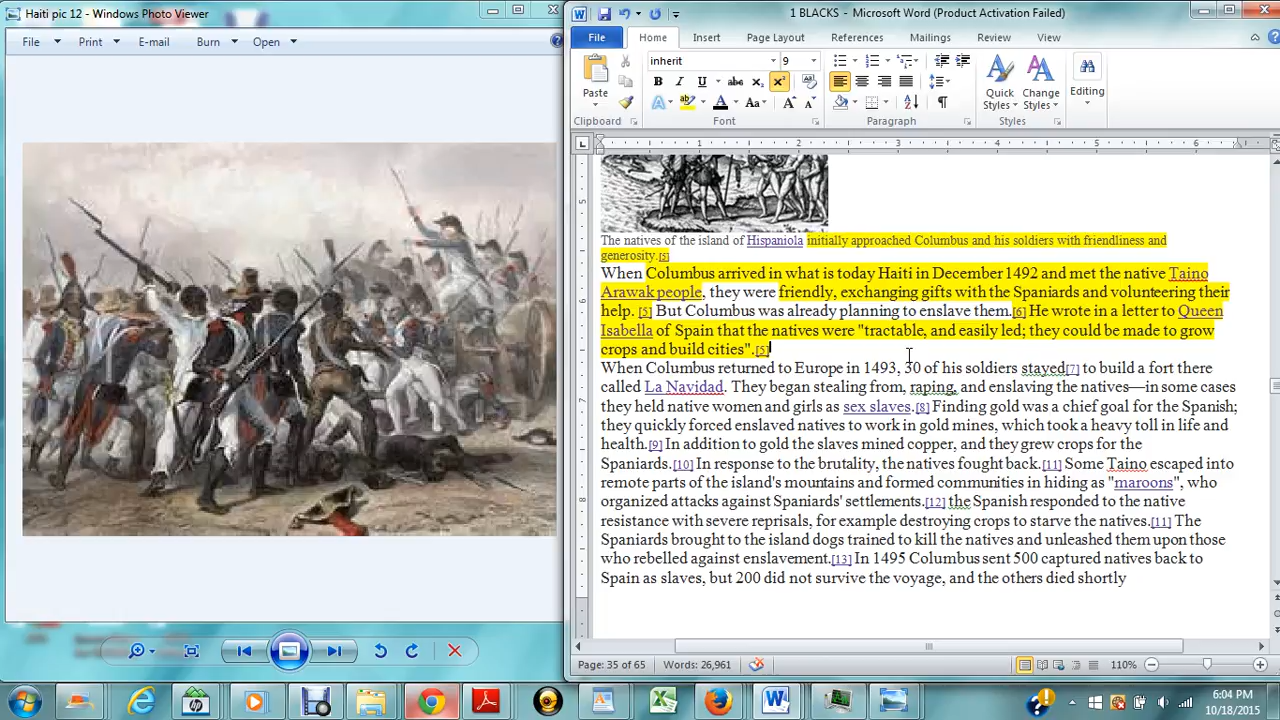 Haiti pic 12 - Windows Photo Viewer
File Print E-mail Burn Open
1 BLACKS - Microsoft Word (Product Activation Failed)
File Home Insert Page Layout References Mailings Review View
inherit 9
Paste
Quick Styles Change Styles Editing
Clipboard Font Paragraph Styles
1 2 3 4 5 6
The natives of the island of Hispaniola initially approached Columbus and his soldiers with friendliness and
generosity.[5]
When Columbus arrived in what is today Haiti in December 1492 and met the native Taino
Arawak people, they were friendly, exchanging gifts with the Spaniards and volunteering their
help. [5] But Columbus was already planning to enslave them.[6] He wrote in a letter to Queen
Isabella of Spain that the natives were "tractable, and easily led; they could be made to grow
crops and build cities".[5]
When Columbus returned to Europe in 1493, 30 of his soldiers stayed[7] to build a fort there
called La Navidad. They began stealing from, raping, and enslaving the natives—in some cases
they held native women and girls as sex slaves.[8] Finding gold was a chief goal for the Spanish;
they quickly forced enslaved natives to work in gold mines, which took a heavy toll in life and
health.[9] In addition to gold the slaves mined copper, and they grew crops for the
Spaniards.[10] In response to the brutality, the natives fought back.[11] Some Taino escaped into
remote parts of the island's mountains and formed communities in hiding as "maroons", who
organized attacks against Spaniards' settlements.[12] the Spanish responded to the native
resistance with severe reprisals, for example destroying crops to starve the natives.[11] The
Spaniards brought to the island dogs trained to kill the natives and unleashed them upon those
who rebelled against enslavement.[13] In 1495 Columbus sent 500 captured natives back to
Spain as slaves, but 200 did not survive the voyage, and the others died shortly
Page: 35 of 65 Words: 26,961 110%
6:04 PM
10/18/2015